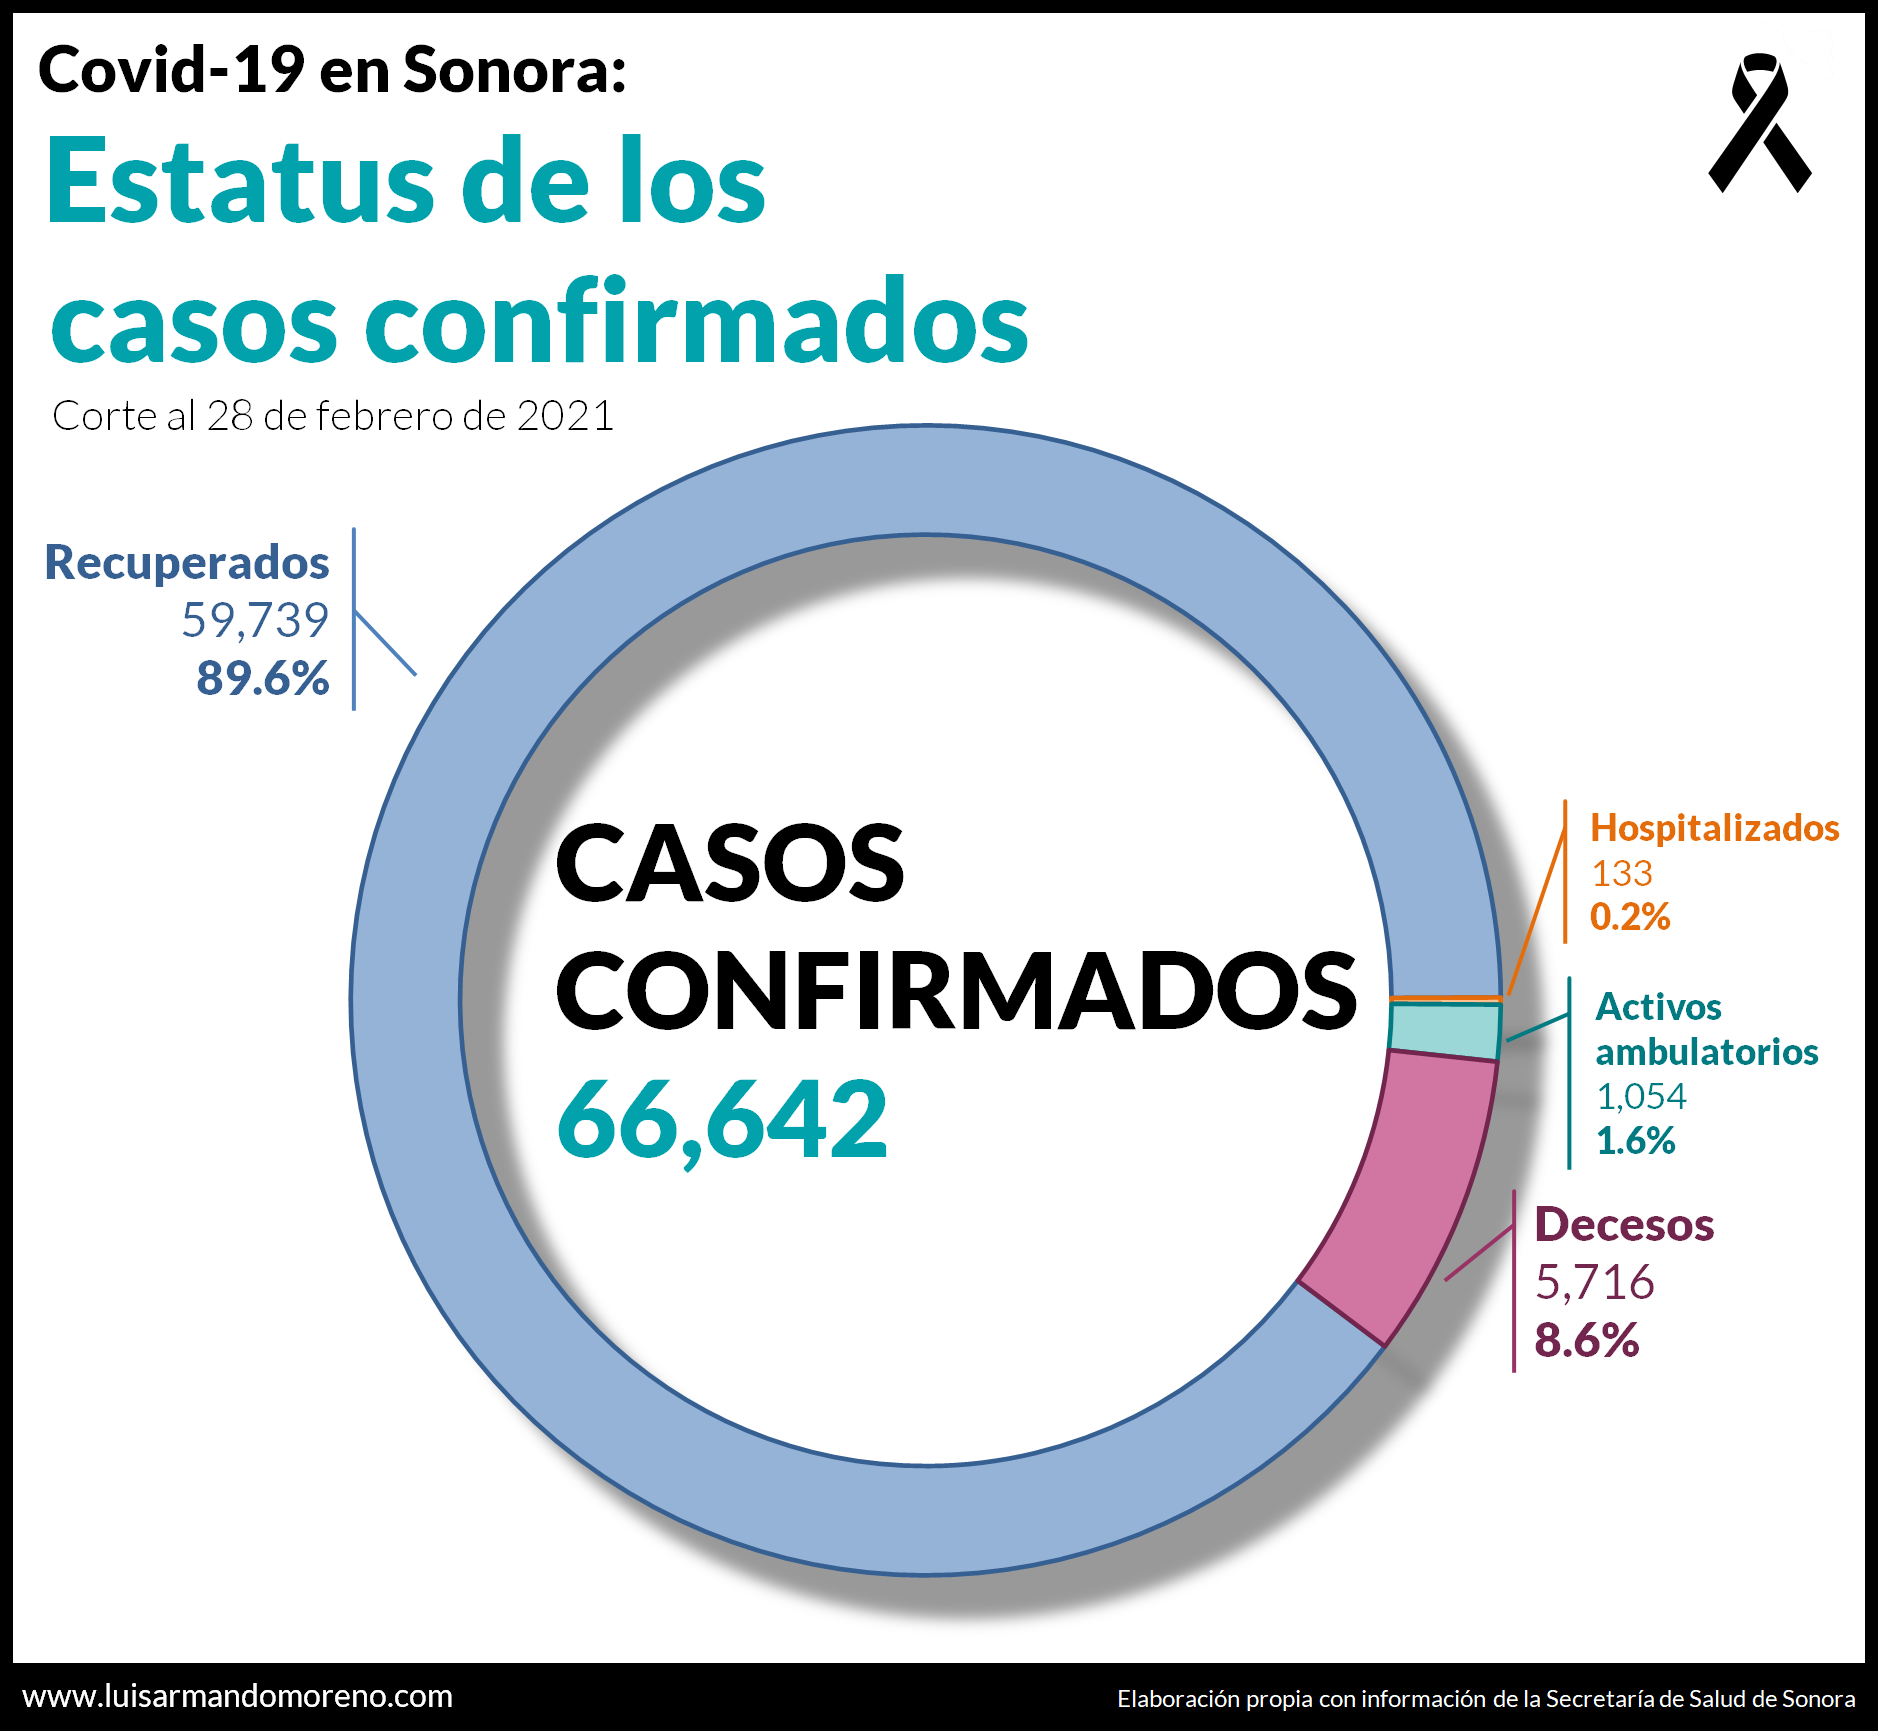 Covid-19 en Sonora:
Estatus de los
casos confirmados
Corte al 28 de febrero de 2021
Recuperados
59,739
89.6%
CASOS
CONFIRMADOS
66,642
Hospitalizados
133
0.2%
Activos
ambulatorios
1,054
1.6%
Decesos
5,716
8.6%
www.luisarmandomoreno.com
Elaboración propia con información de la Secretaría de Salud de Sonora